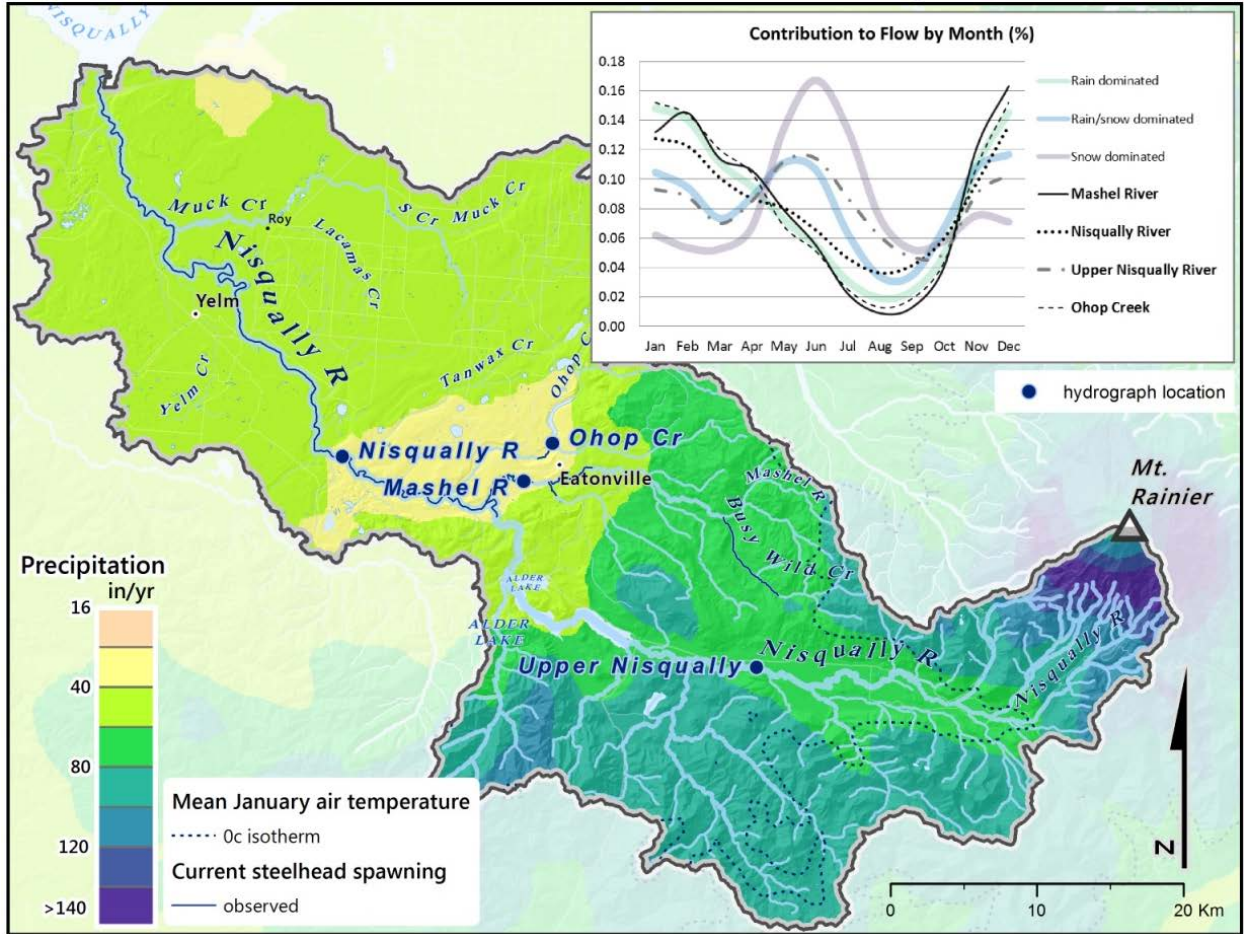 NISQUALLY
Contribution to Flow by Month (%)
0.18
0.16
0.14
0.12
0.10
0.08
0.06
0.04
0.02
0.00
Jan Feb Mar Apr May Jun Jul Aug Sep Oct Nov Dec
Rain dominated
Rain/snow dominated
Snow dominated
Mashel River
Nisqually River
Upper Nisqually River
Ohop Creek
hydrograph location
Muck Cr
Roy
S Cr Muck Cr
Lacamas Cr
Nisqually R
Yelm
Yelm Cr
Tanwax Cr
Ohop C
Nisqually R
Ohop Cr
Mashel R
Eatonville
Mashel R
Busy Wild Cr
Mt.
Rainier
ALDER
LAKE
ALDER
LAKE
Upper Nisqually
Nisqually R
Nisqually R
Precipitation
in/yr
16
40
80
120
>140
Mean January air temperature
0c isotherm
Current steelhead spawning
observed
N
0 10 20 Km